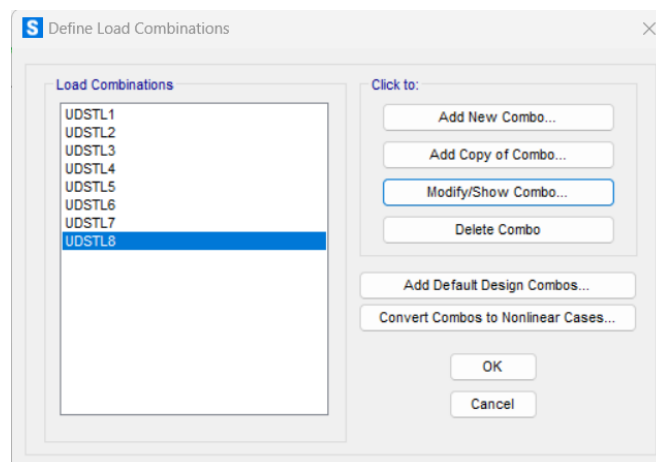 S Define Load Combinations
Load Combinations
UDSTL1
UDSTL2
UDSTL3
UDSTL4
UDSTL5
UDSTL6
UDSTL7
UDSTL8
Click to:
Add New Combo...
Add Copy of Combo...
Modify/Show Combo...
Delete Combo
Add Default Design Combos...
Convert Combos to Nonlinear Cases...
OK
Cancel